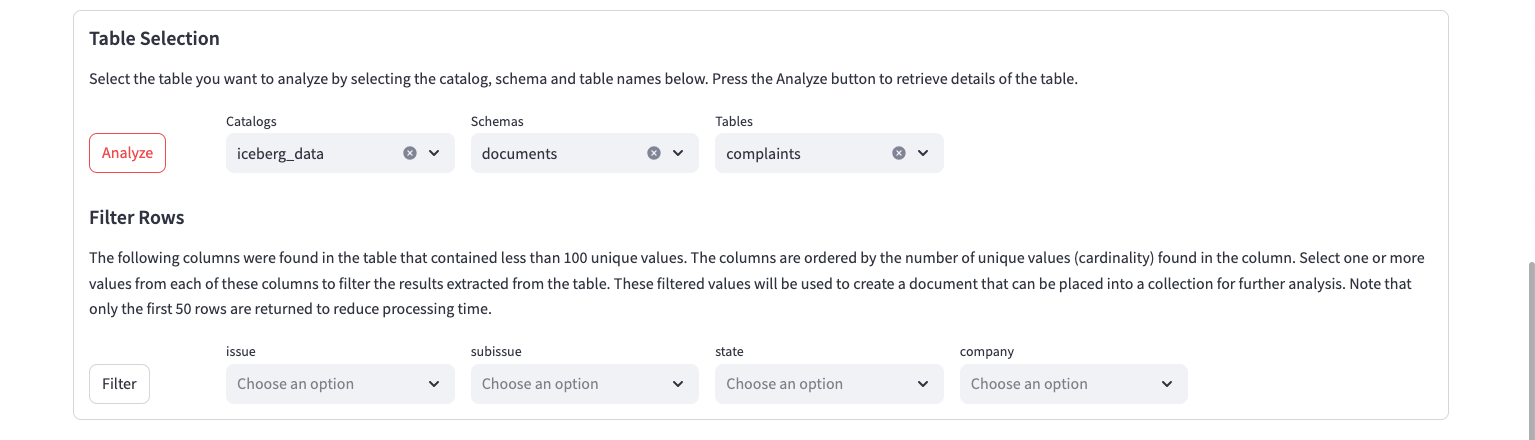 Table Selection
Select the table you want to analyze by selecting the catalog, schema and table names below. Press the Analyze button to retrieve details of the table.
Catalogs Schemas Tables
Analyze iceberg_data documents complaints
Filter Rows
The following columns were found in the table that contained less than 100 unique values. The columns are ordered by the number of unique values (cardinality) found in the column. Select one or more
values from each of these columns to filter the results extracted from the table. These filtered values will be used to create a document that can be placed into a collection for further analysis. Note that
only the first 50 rows are returned to reduce processing time.
issue subissue state company
Filter Choose an option Choose an option Choose an option Choose an option